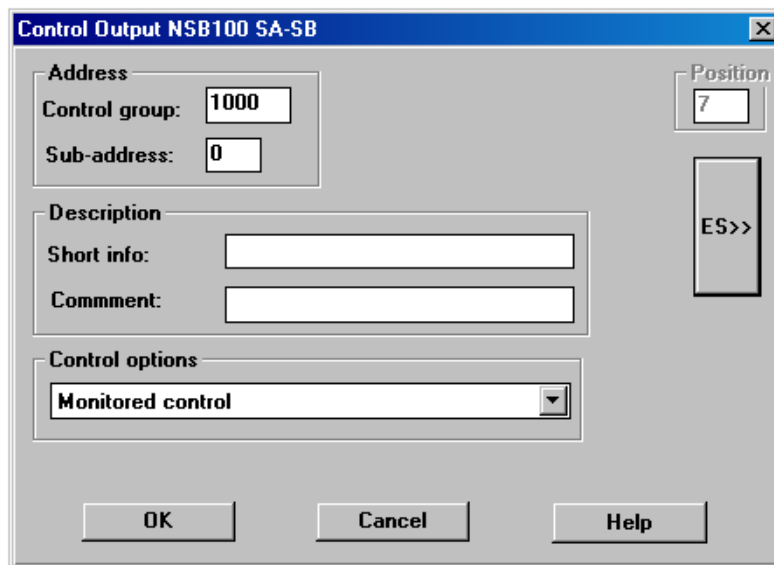 Control Output NSB100 SA-SB
Address
Control group: 1000
Sub-address: 0
Position
7
ES>>
Description
Short info:
Commment:
Control options
Monitored control
OK Cancel Help